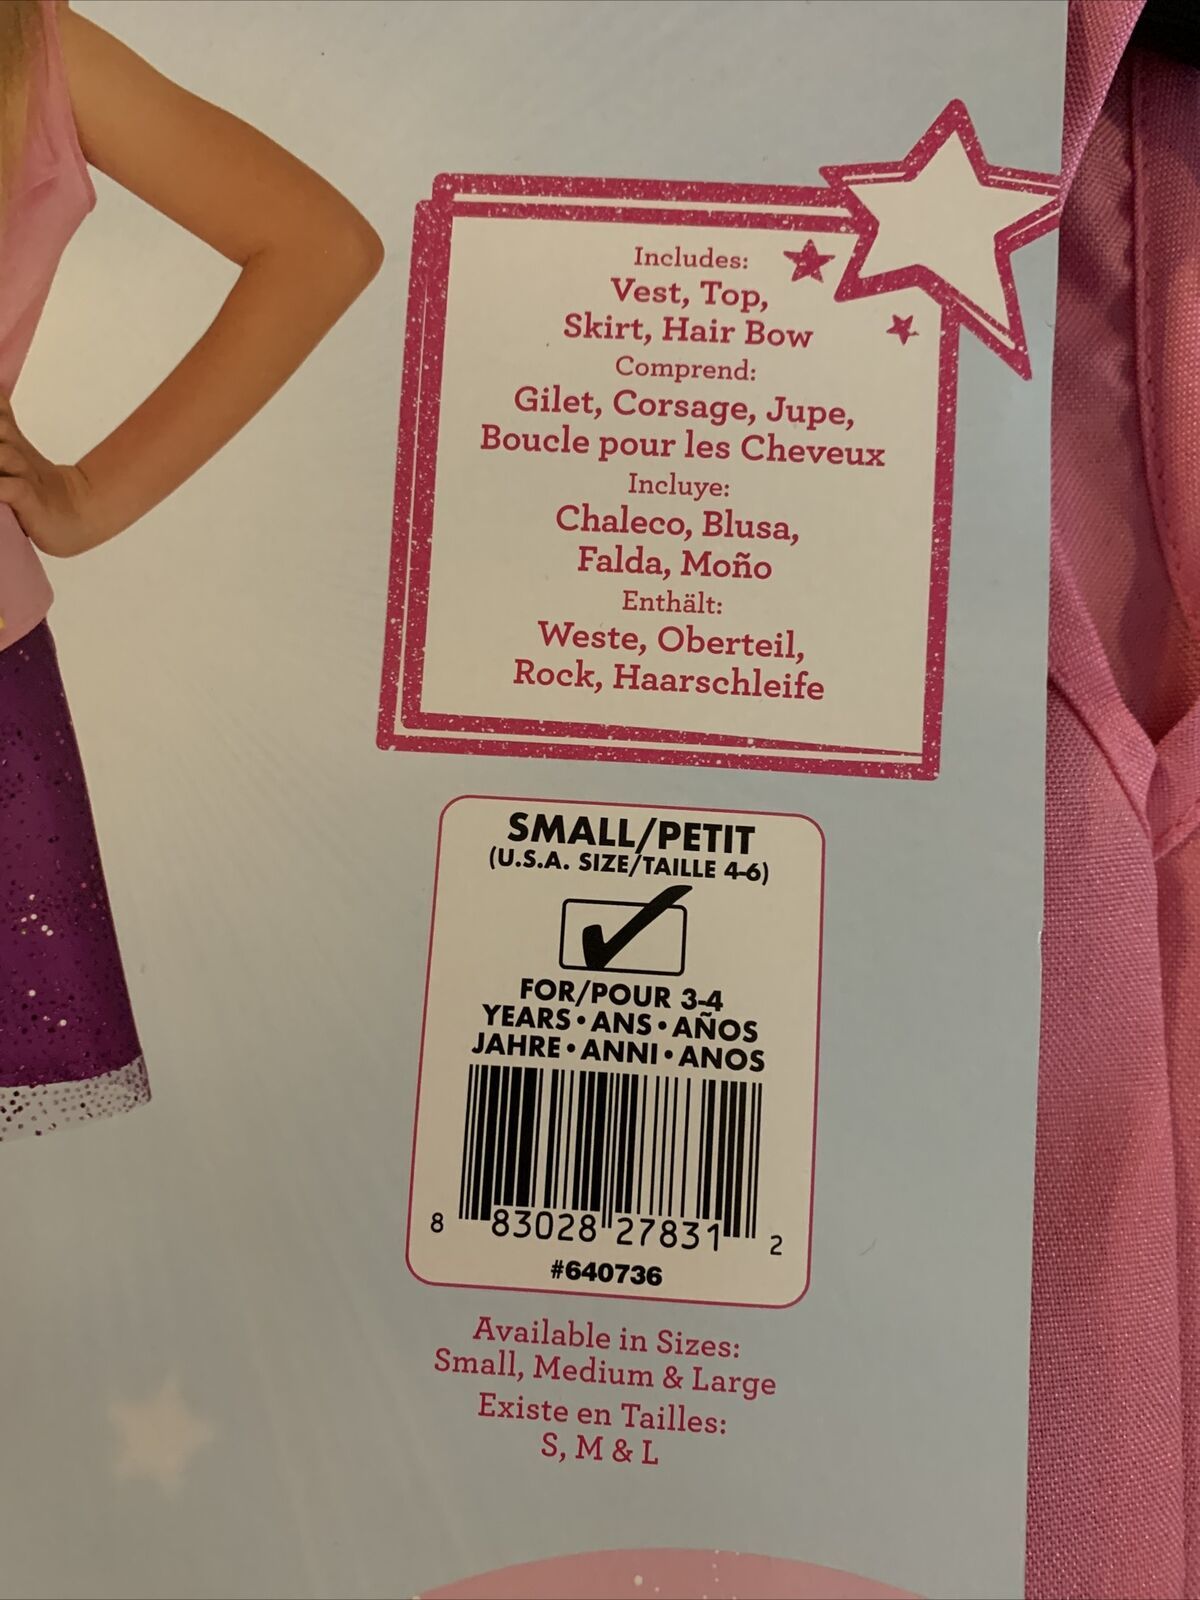 Includes:
Vest, Top,
Skirt, Hair Bow
Comprend:
Gilet, Corsage, Jupe,
Boucle pour les Cheveux
Incluye:
Chaleco, Blusa,
Falda, Moño
Enthält:
Weste, Oberteil,
Rock, Haarschleife
SMALL/PETIT
(U.S.A. SIZE/TAILLE 4-6)
FOR/POUR 3-4
YEARS • ANS • AÑOS
JAHRE • ANNI • ANOS
8 83028 27831 2
#640736
Available in Sizes:
Small, Medium & Large
Existe en Tailles:
S, M & L